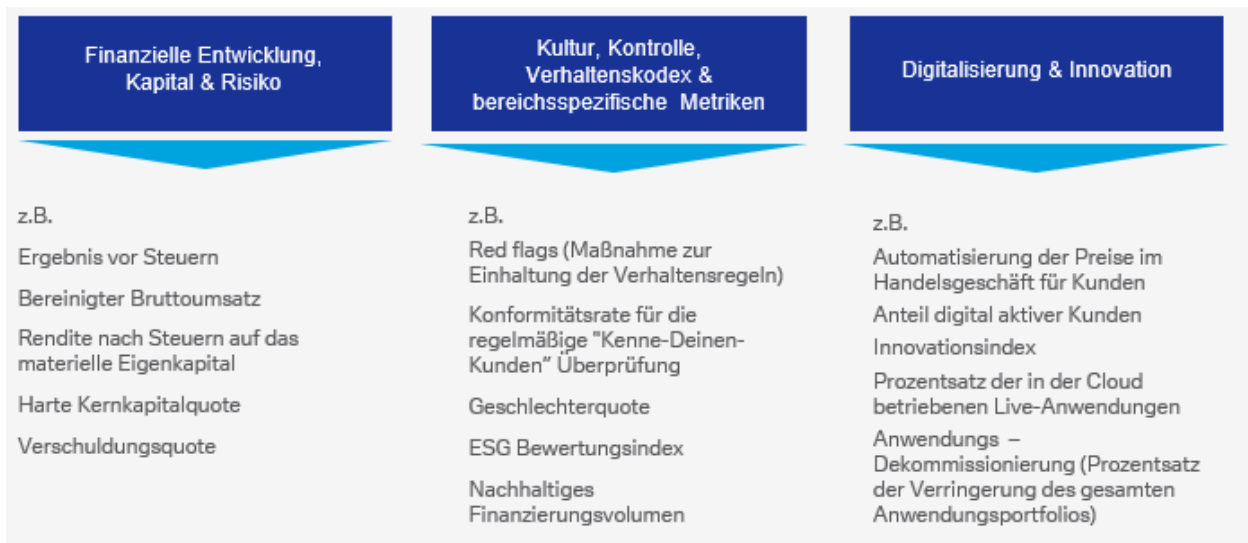 Finanzielle Entwicklung,
Kapital & Risiko
z.B.
Ergebnis vor Steuern
Bereinigter Bruttoumsatz
Rendite nach Steuern auf das
materielle Eigenkapital
Harte Kernkapitalquote
Verschuldungsquote
Kultur, Kontrolle,
Verhaltenskodex &
bereichsspezifische Metriken
z.B.
Red flags (Maßnahme zur
Einhaltung der Verhaltensregeln)
Konformitätsrate für die
regelmäßige "Kenne-Deinen-
Kunden“ Überprüfung
Geschlechterquote
ESG Bewertungsindex
Nachhaltiges
Finanzierungsvolumen
Digitalisierung & Innovation
z.B.
Automatisierung der Preise im
Handelsgeschäft für Kunden
Anteil digital aktiver Kunden
Innovationsindex
Prozentsatz der in der Cloud
betriebenen Live-Anwendungen
Anwendungs –
Dekommissionierung (Prozentsatz
der Verringerung des gesamten
Anwendungsportfolios)